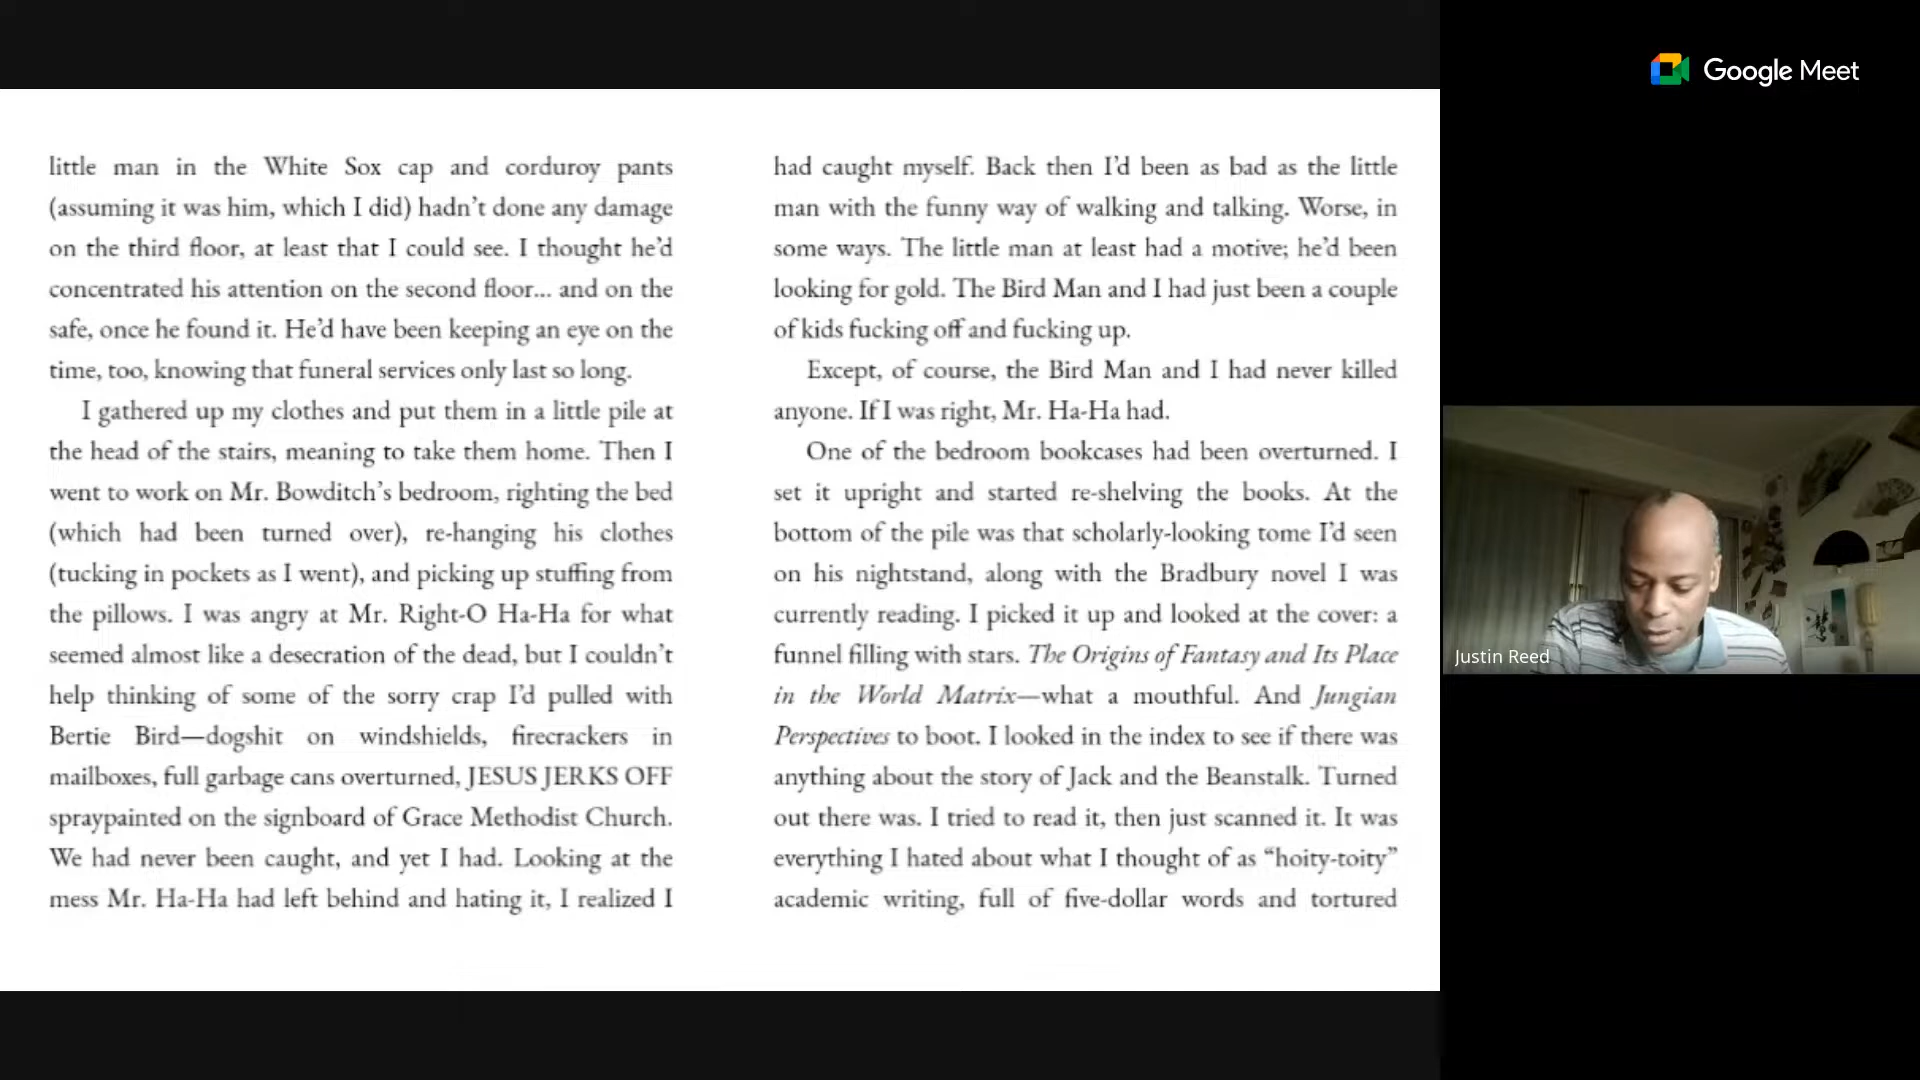 little man in the White Sox cap and corduroy pants
(assuming it was him, which I did) hadn’t done any damage
on the third floor, at least that I could see. I thought he’d
concentrated his attention on the second floor... and on the
safe, once he found it. He’d have been keeping an eye on the
time, too, knowing that funeral services only last so long.
I gathered up my clothes and put them in a little pile at
the head of the stairs, meaning to take them home. Then I
went to work on Mr. Bowditch’s bedroom, righting the bed
(which had been turned over), re-hanging his clothes
(tucking in pockets as I went), and picking up stuffing from
the pillows. I was angry at Mr. Right-O Ha-Ha for what
seemed almost like a desecration of the dead, but I couldn’t
help thinking of some of the sorry crap I’d pulled with
Bertie Bird—dogshit on windshields, firecrackers in
mailboxes, full garbage cans overturned, JESUS JERKS OFF
spraypainted on the signboard of Grace Methodist Church.
We had never been caught, and yet I had. Looking at the
mess Mr. Ha-Ha had left behind and hating it, I realized I
had caught myself. Back then I’d been as bad as the little
man with the funny way of walking and talking. Worse, in
some ways. The little man at least had a motive; he’d been
looking for gold. The Bird Man and I had just been a couple
of kids fucking off and fucking up.
Except, of course, the Bird Man and I had never killed
anyone. If I was right, Mr. Ha-Ha had.
One of the bedroom bookcases had been overturned. I
set it upright and started re-shelving the books. At the
bottom of the pile was that scholarly-looking tome I’d seen
on his nightstand, along with the Bradbury novel I was
currently reading. I picked it up and looked at the cover: a
funnel filling with stars. The Origins of Fantasy and Its Place
in the World Matrix—what a mouthful. And Jungian
Perspectives to boot. I looked in the index to see if there was
anything about the story of Jack and the Beanstalk. Turned
out there was. I tried to read it, then just scanned it. It was
everything I hated about what I thought of as “hoity-toity”
academic writing, full of five-dollar words and tortured
Google Meet
Justin Reed